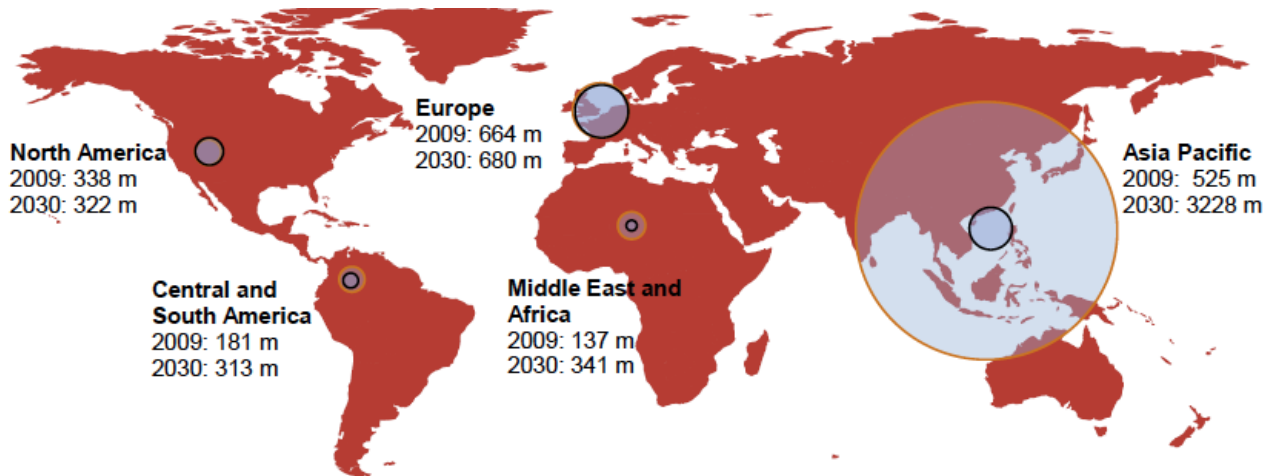 North America
2009: 338 m
2030: 322 m
Europe
2009: 664 m
2030: 680 m
Asia Pacific
2009: 525 m
2030: 3228 m
Central and
South America
2009: 181 m
2030: 313 m
Middle East and
Africa
2009: 137 m
2030: 341 m